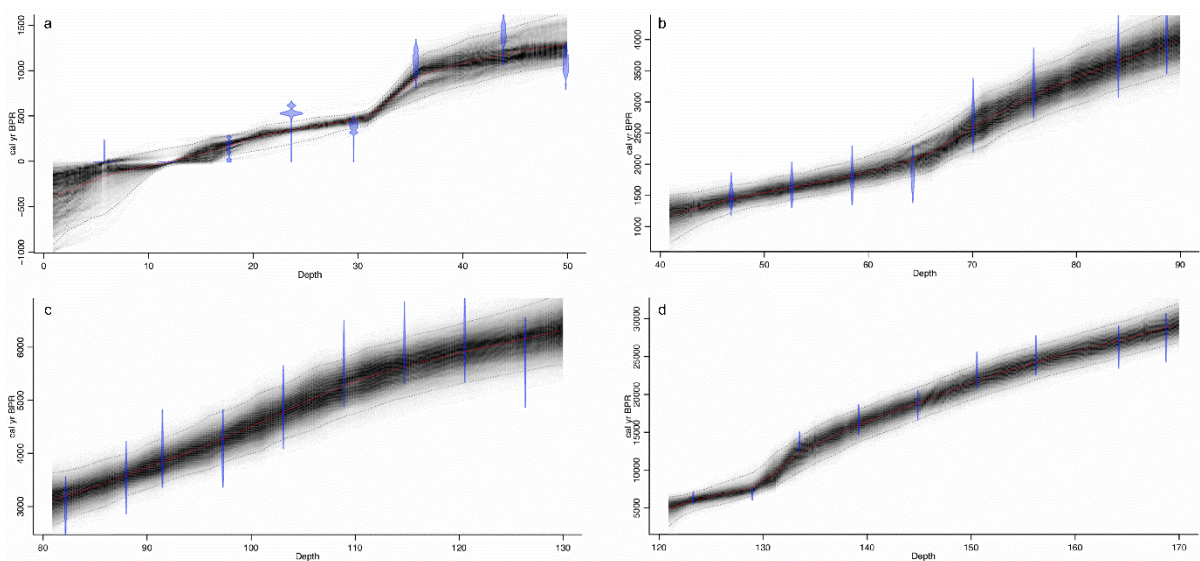 a
cal yr BPR
−1000 −500 0 500 1000 1500
0 10 20 30 40 50
Depth
b
cal yr BPR
1000 1500 2000 2500 3000 3500 4000
40 50 60 70 80 90
Depth
c
cal yr BPR
3000 4000 5000 6000
80 90 100 110 120 130
Depth
d
cal yr BPR
5000 10000 15000 20000 25000 30000
120 130 140 150 160 170
Depth